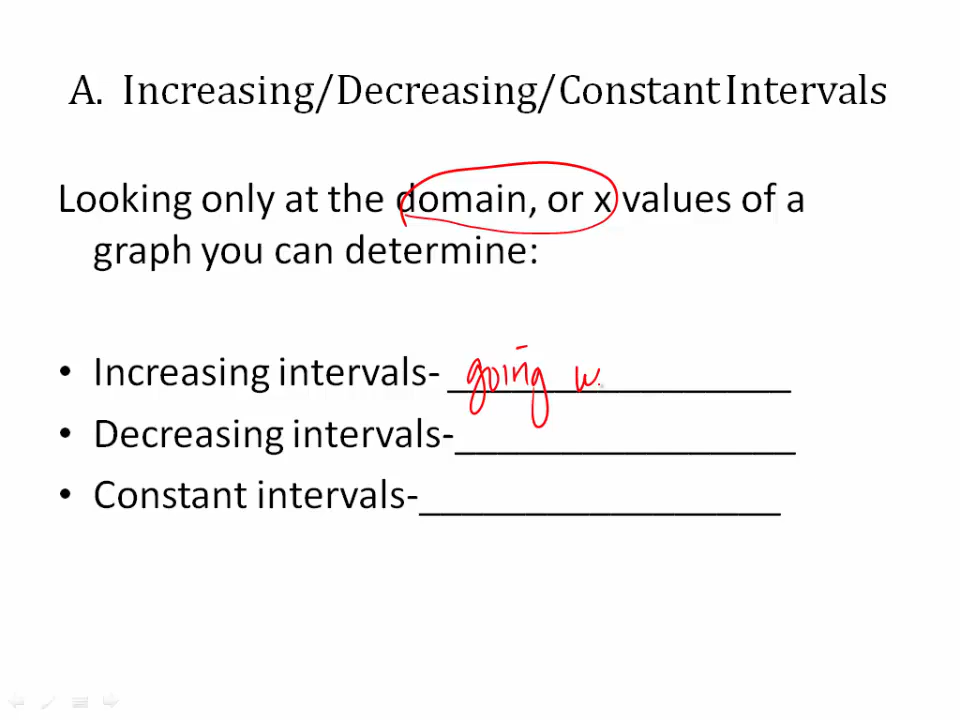 A. Increasing/Decreasing/Constant Intervals
Looking only at the domain, or x values of a
graph you can determine:
• Increasing intervals- going
• Decreasing intervals-
• Constant intervals-